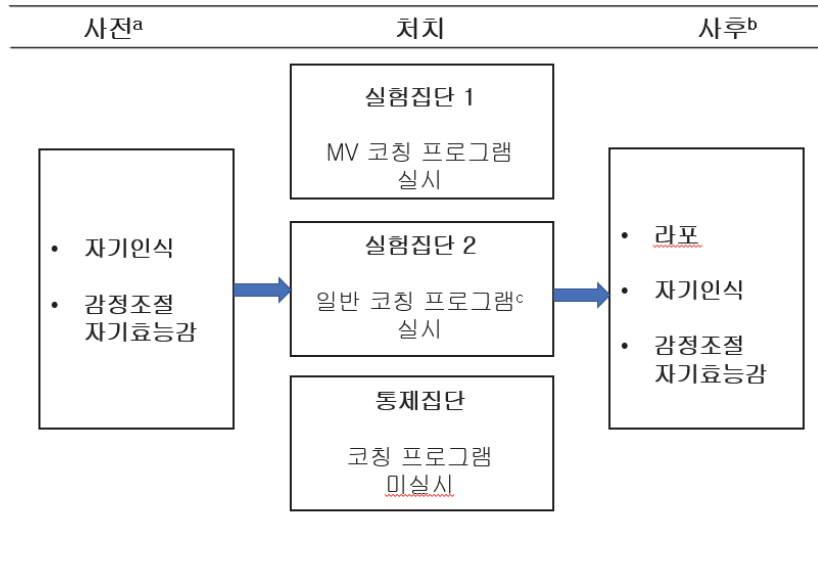 사전ᵃ 처치 사후ᵇ
• 자기인식
• 감정조절
자기효능감
실험집단 1
MV 코칭 프로그램
실시
실험집단 2
일반 코칭 프로그램ᶜ
실시
통제집단
코칭 프로그램
미실시
• 라포
• 자기인식
• 감정조절
자기효능감